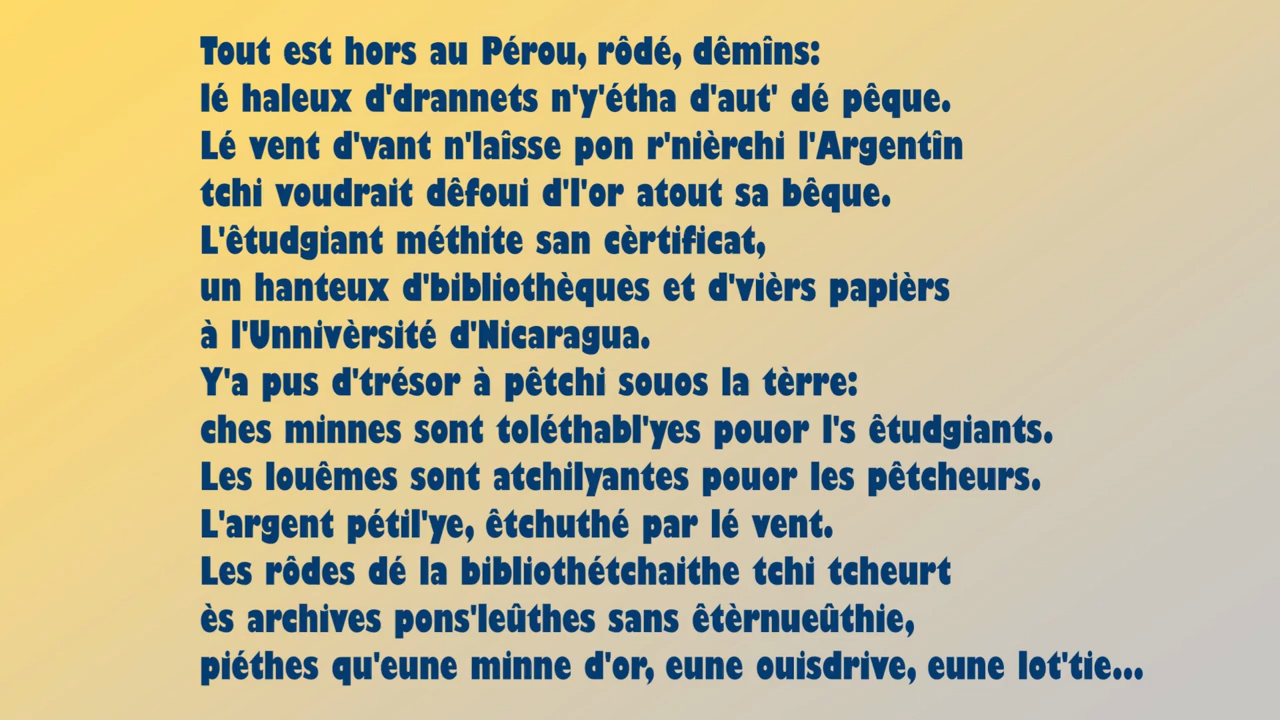 Tout est hors au Pérou, rôdé, dêmîns:
lé haleux d'drannets n'y'étha d'aut' dé pêque.
Lé vent d'vant n'laîsse pon r'nièrchi l'Argentîn
tchi voudrait dêfoui d'l'or atout sa bêque.
L'êtudgiant méthite san cèrtificat,
un hanteux d'bibliothèques et d'vièrs papièrs
à l'Unnivèrsité d'Nicaragua.
Y'a pus d'trésor à pêtchi souos la tèrre:
ches minnes sont toléthabl'yes pouor l's êtudgiants.
Les louêmes sont atchilyantes pouor les pêtcheurs.
L'argent pétil'ye, êtchuthé par lé vent.
Les rôdes dé la bibliothétchaithe tchi tcheurt
ès archives pons'leûthes sans êtèrnueûthie,
piéthes qu'eune minne d'or, eune ouisdrive, eune lot'tie...